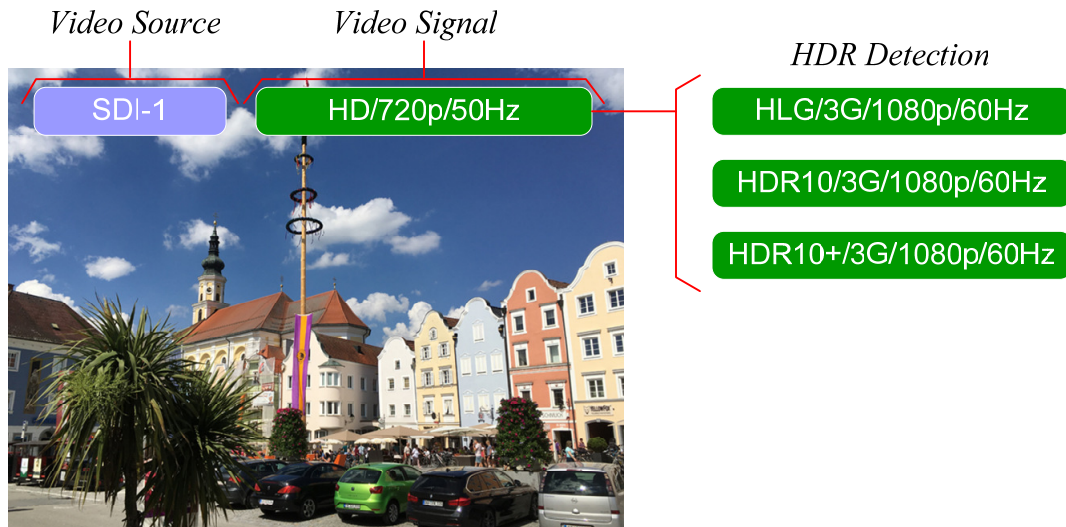 Video Source
Video Signal
HDR Detection
SDI-1
HD/720p/50Hz
HLG/3G/1080p/60Hz
HDR10/3G/1080p/60Hz
HDR10+/3G/1080p/60Hz